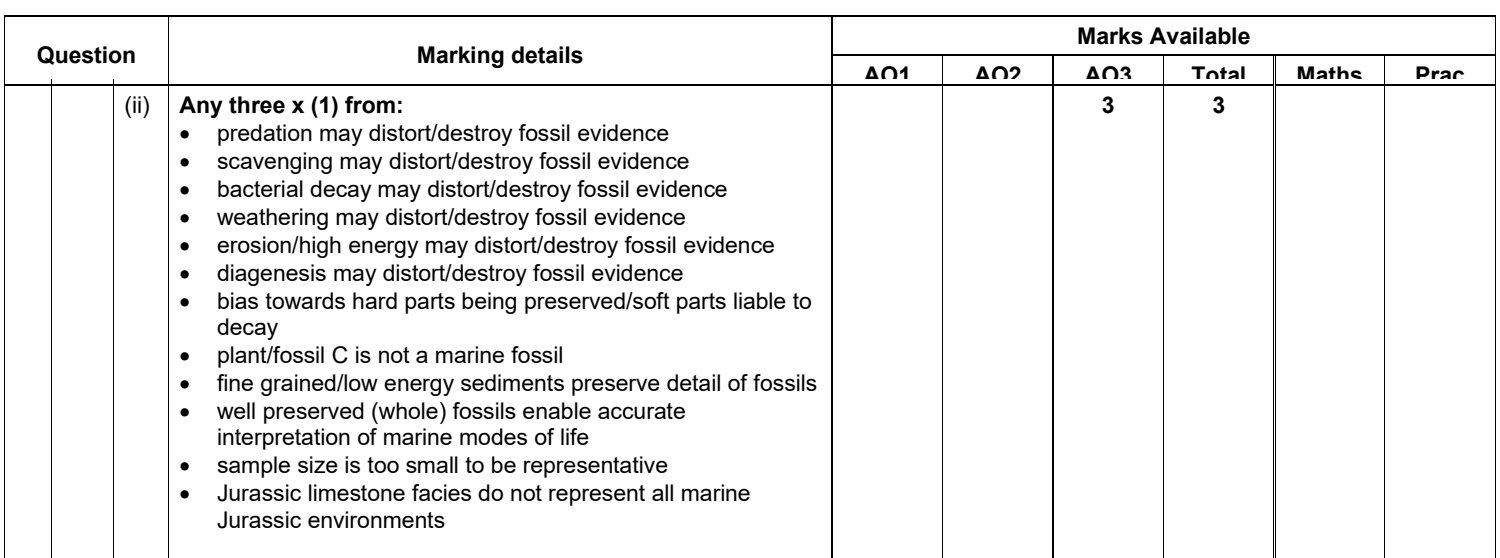 Question
Marking details
Marks Available
AO1 AO2 AO3 Total Maths Prac
(ii) Any three x (1) from: 3 3
• predation may distort/destroy fossil evidence
• scavenging may distort/destroy fossil evidence
• bacterial decay may distort/destroy fossil evidence
• weathering may distort/destroy fossil evidence
• erosion/high energy may distort/destroy fossil evidence
• diagenesis may distort/destroy fossil evidence
• bias towards hard parts being preserved/soft parts liable to
decay
• plant/fossil C is not a marine fossil
• fine grained/low energy sediments preserve detail of fossils
• well preserved (whole) fossils enable accurate
interpretation of marine modes of life
• sample size is too small to be representative
• Jurassic limestone facies do not represent all marine
Jurassic environments